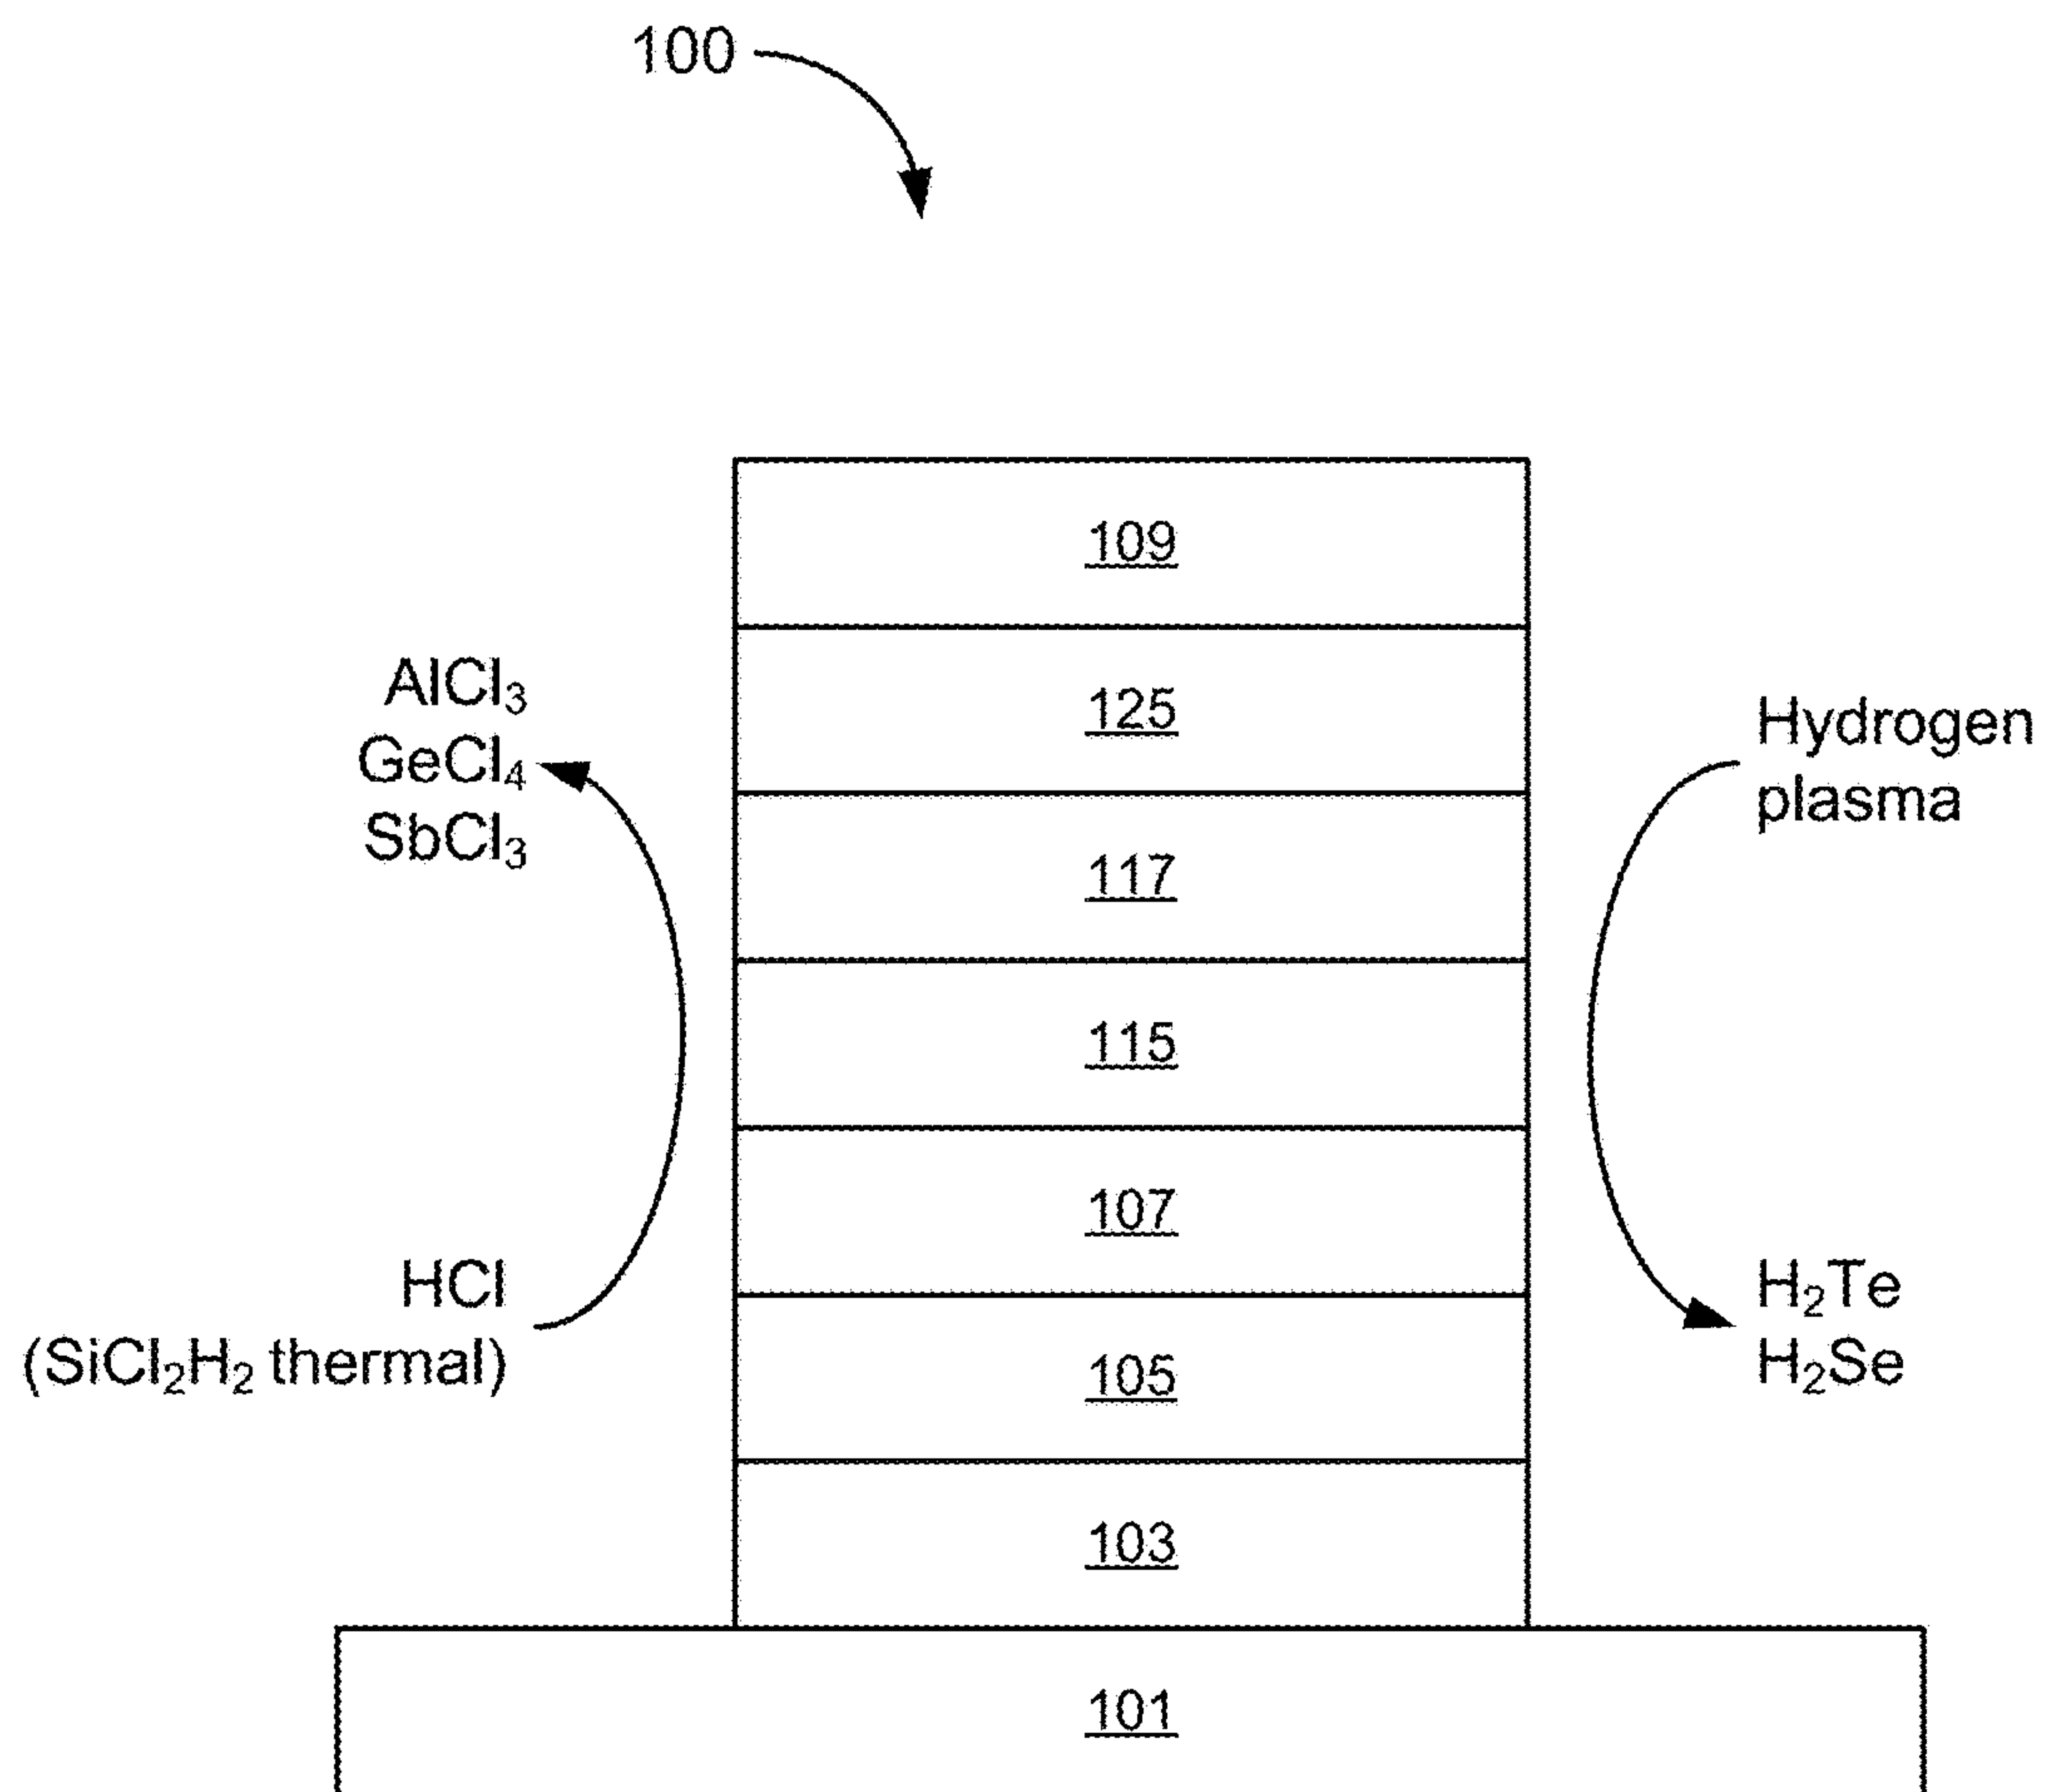 100
109
125
117
115
107
105
103
101
AlCl₃
GeCl₄
SbCl₃
HCl
(SiCl₂H₂ thermal)
Hydrogen
plasma
H₂Te
H₂Se